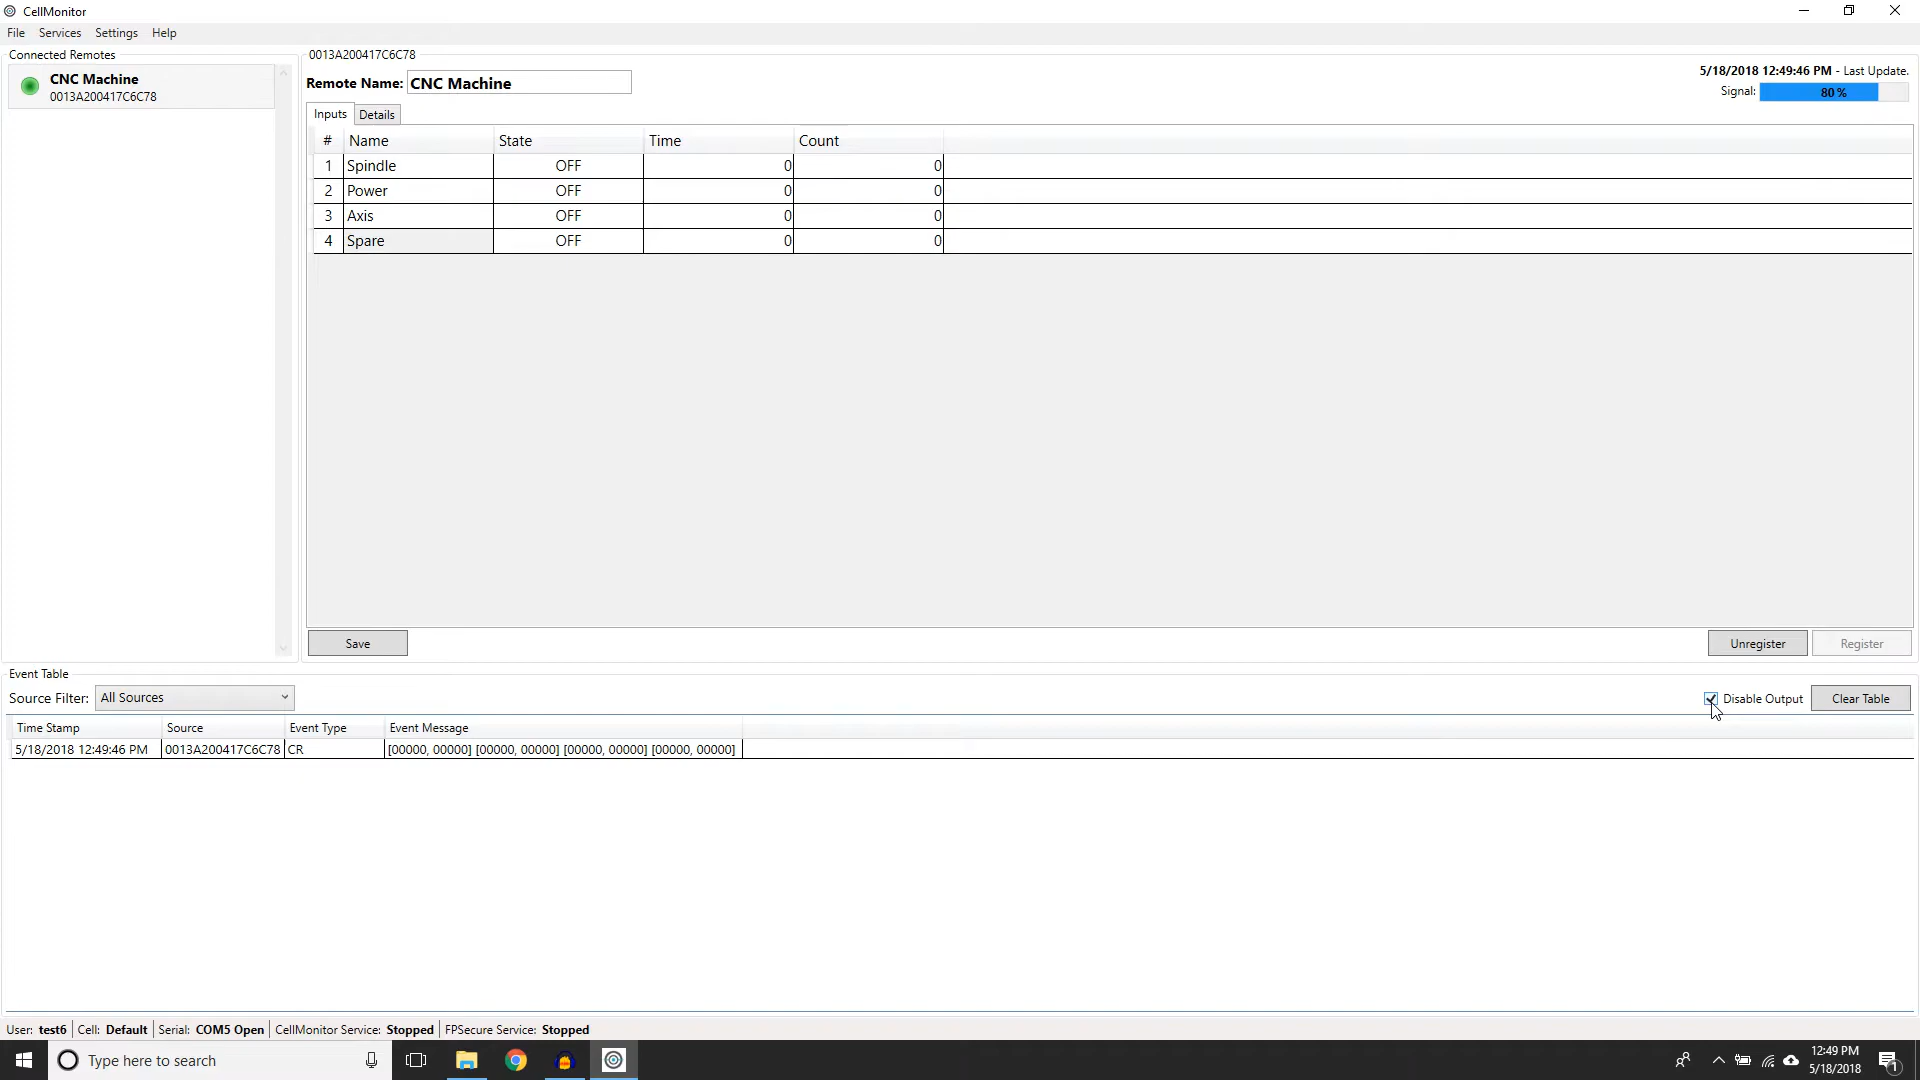 CellMonitor
File Services Settings Help
Connected Remotes
CNC Machine
0013A200417C6C78
0013A200417C6C78
Remote Name: CNC Machine
5/18/2018 12:49:46 PM - Last Update.
Signal: 80 %
Inputs Details
# Name State Time Count
1 Spindle OFF 0 0
2 Power OFF 0 0
3 Axis OFF 0 0
4 Spare OFF 0 0
Save Unregister Register
Event Table
Source Filter: All Sources Disable Output Clear Table
Time Stamp Source Event Type Event Message
5/18/2018 12:49:46 PM 0013A200417C6C78 CR [00000, 00000] [00000, 00000] [00000, 00000] [00000, 00000]
User: test6 Cell: Default Serial: COM5 Open CellMonitor Service: Stopped FPSecure Service: Stopped
Type here to search
12:49 PM
5/18/2018
1